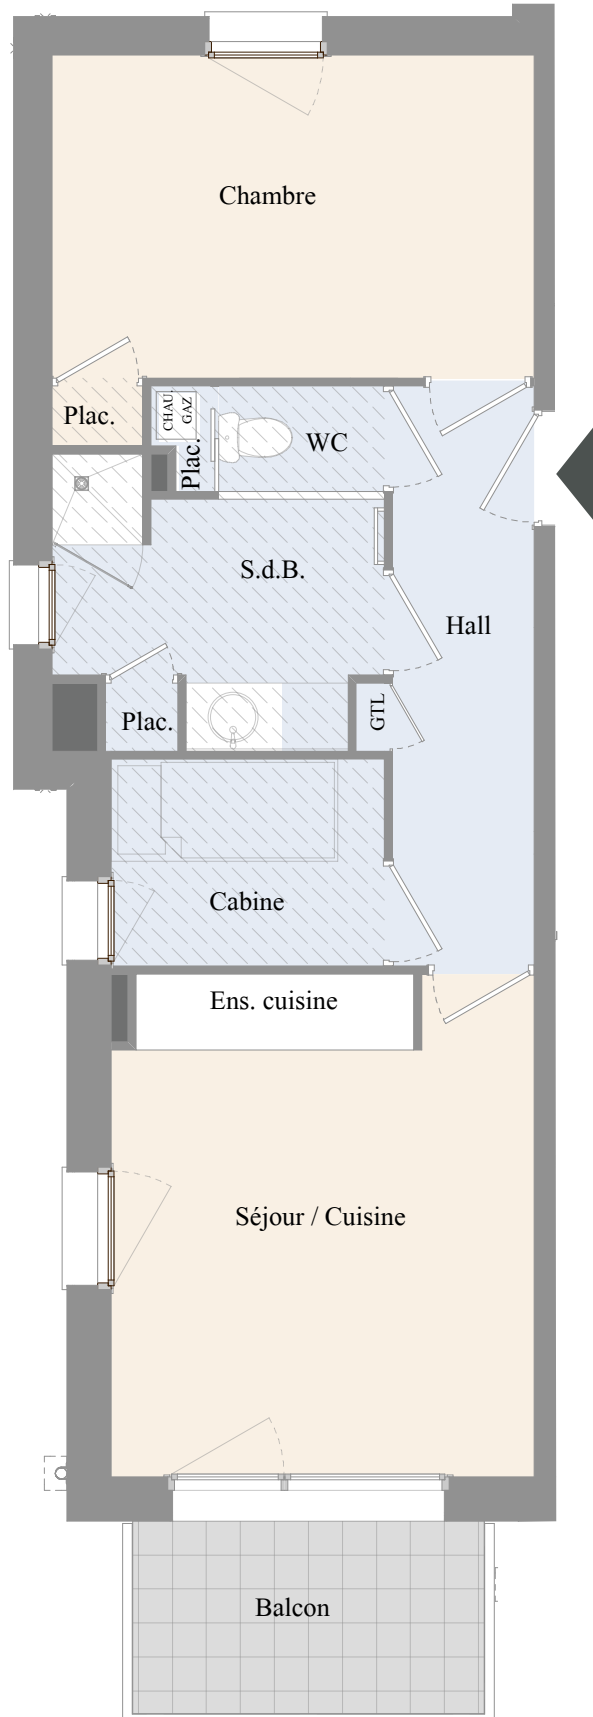 Chambre
Plac.
CHAU.
GAZ
Plac.
WC
S.d.B.
Hall
Plac.
GTL
Cabine
Ens. cuisine
Séjour / Cuisine
Balcon